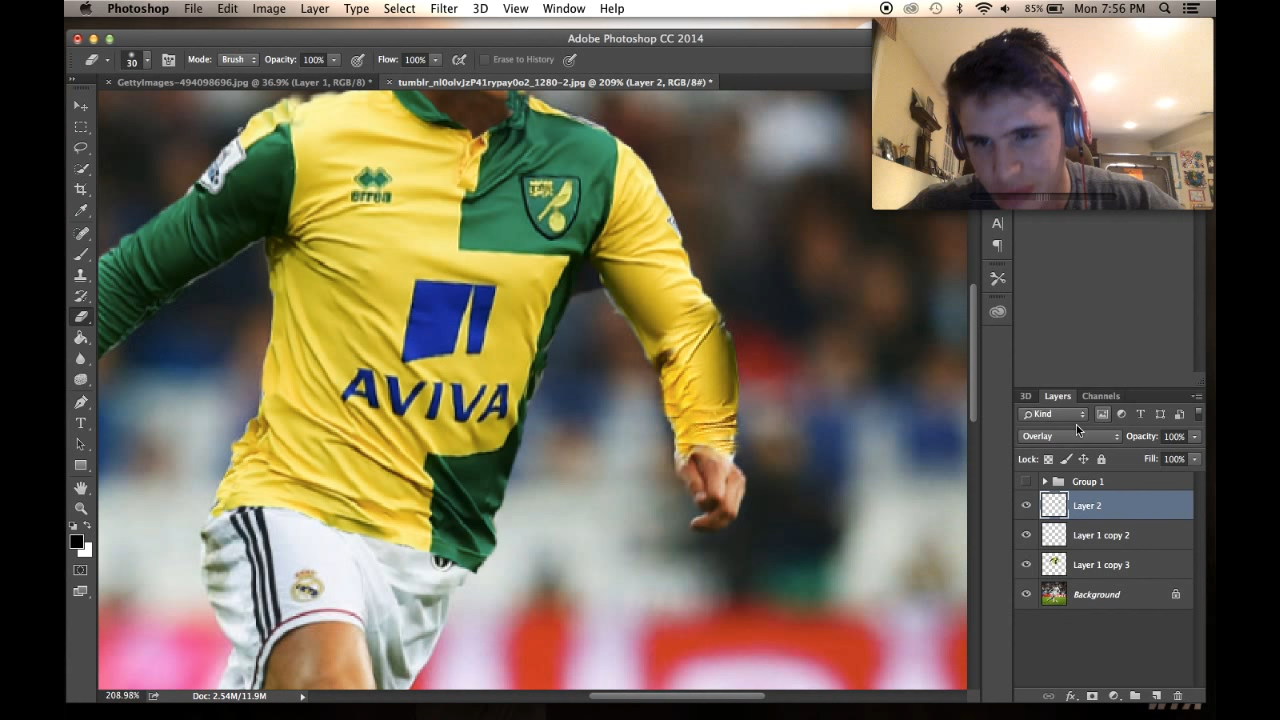 Photoshop File Edit Image Layer Type Select Filter 3D View Window Help 85% Mon 7:56 PM
Adobe Photoshop CC 2014
30 Mode: Brush Opacity: 100% Flow: 100% Erase to History
× GettyImages-494098696.jpg @ 36.9% (Layer 1, RGB/8) * × tumblr_nl0olvJzP41rypay0o2_1280-2.jpg @ 209% (Layer 2, RGB/8#) *
errea
AVIVA
3D Layers Channels
Kind
Overlay Opacity: 100%
Lock: Fill: 100%
Group 1
Layer 2
Layer 1 copy 2
Layer 1 copy 3
Background
208.98% Doc: 2.54M/11.9M